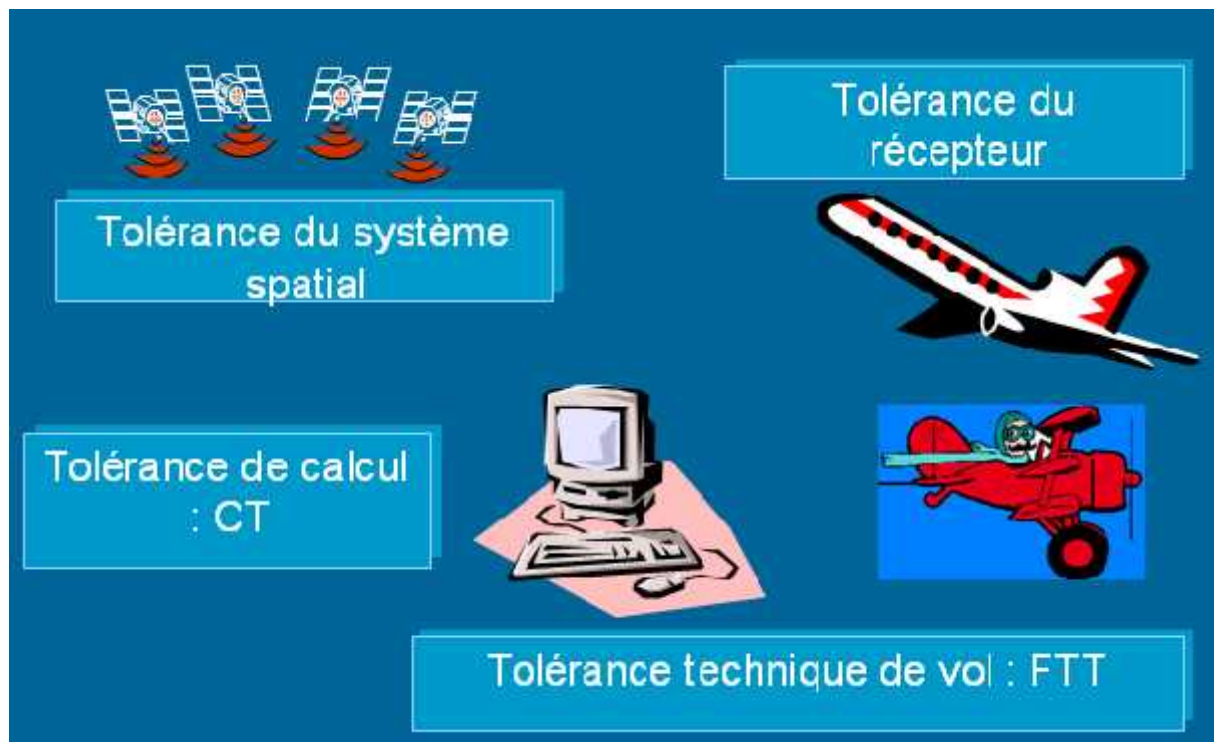 Tolérance du système
spatial
Tolérance du
récepteur
Tolérance de calcul
: CT
Tolérance technique de vol : FTT